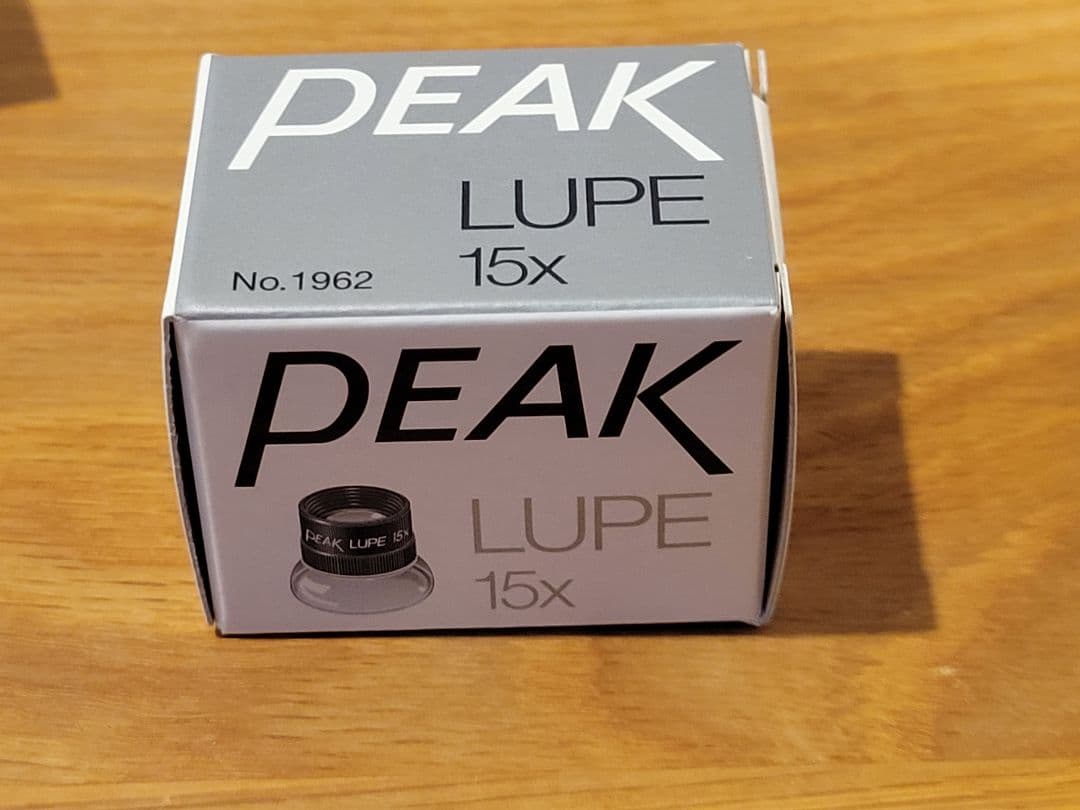 PEAK
LUPE
15x
No.1962
PEAK
LUPE
15x
PEAK LUPE 15x